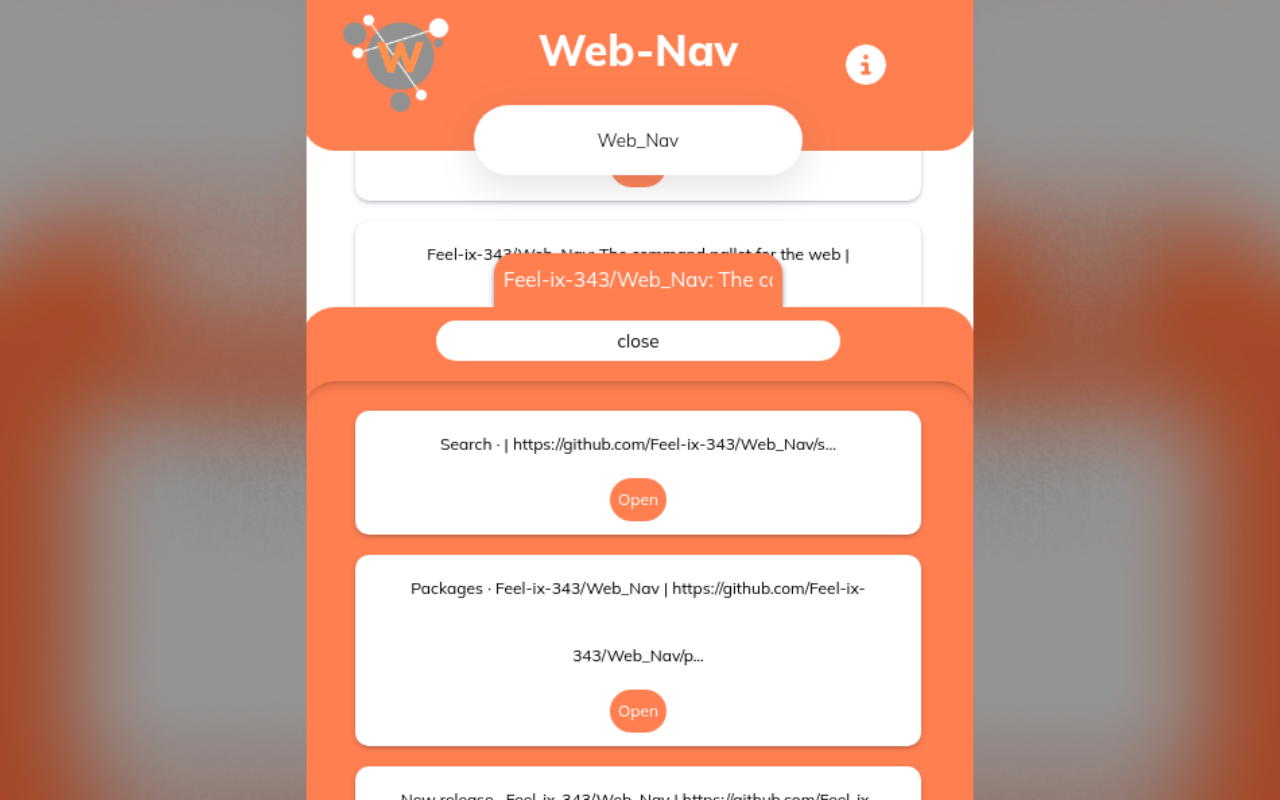 W
Web-Nav
Web_Nav
Feel-ix-343/Web_Nav: The command pallet for the web |
Feel-ix-343/Web_Nav: The co
close
Search · | https://github.com/Feel-ix-343/Web_Nav/s...
Open
Packages · Feel-ix-343/Web_Nav | https://github.com/Feel-ix-
343/Web_Nav/p...
Open
New release · Feel-ix-343/Web_Nav | https://github.com/Feel-ix-